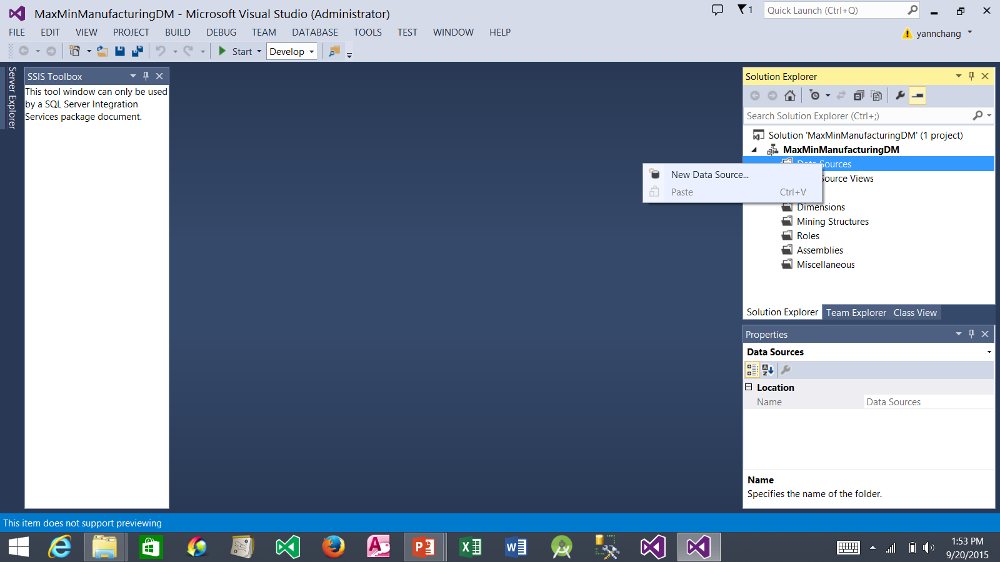 MaxMinManufacturingDM - Microsoft Visual Studio (Administrator)
1
Quick Launch (Ctrl+Q)
FILE EDIT VIEW PROJECT BUILD DEBUG TEAM DATABASE TOOLS TEST WINDOW HELP
yannchang
Start
Develop
Server Explorer
SSIS Toolbox
This tool window can only be used
by a SQL Server Integration
Services package document.
Solution Explorer
Search Solution Explorer (Ctrl+;)
Solution 'MaxMinManufacturingDM' (1 project)
MaxMinManufacturingDM
Data Sources
Source Views
New Data Source...
Paste Ctrl+V
Dimensions
Mining Structures
Roles
Assemblies
Miscellaneous
Solution Explorer Team Explorer Class View
Properties
Data Sources
Location
Name Data Sources
Name
Specifies the name of the folder.
This item does not support previewing
1:53 PM
9/20/2015